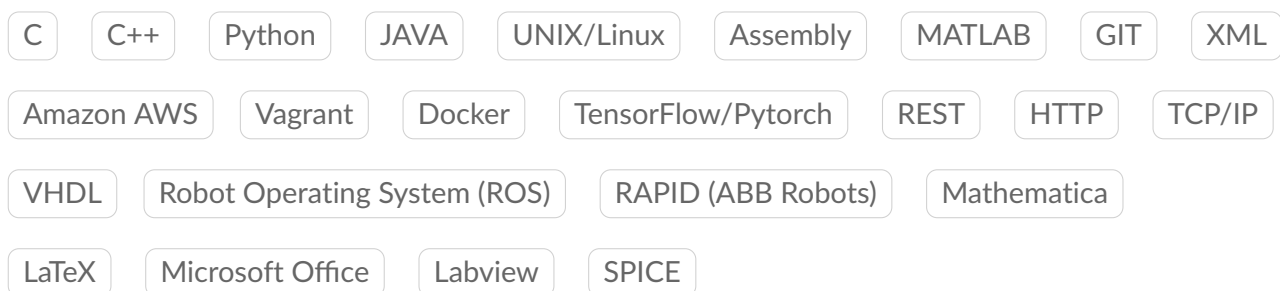 C C++ Python JAVA UNIX/Linux Assembly MATLAB GIT XML
Amazon AWS Vagrant Docker TensorFlow/Pytorch REST HTTP TCP/IP
VHDL Robot Operating System (ROS) RAPID (ABB Robots) Mathematica
LaTeX Microsoft Office Labview SPICE